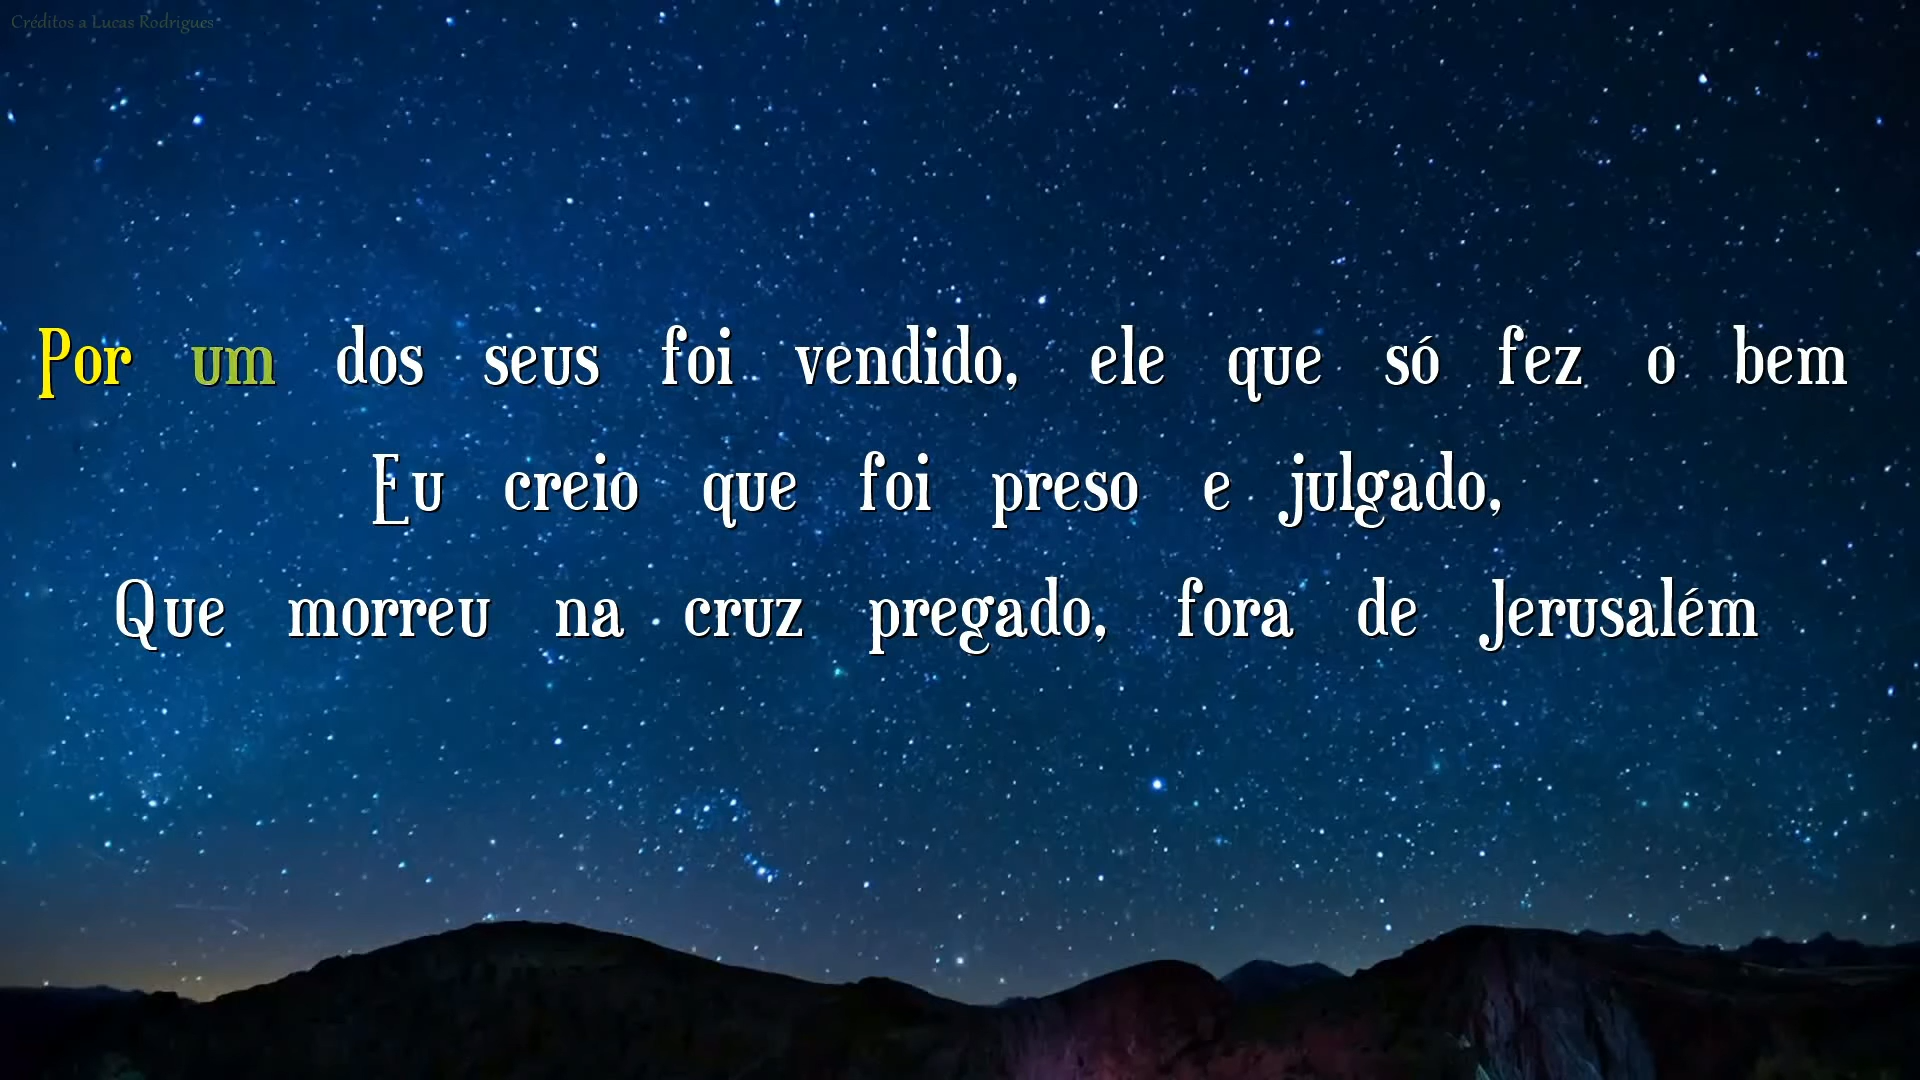 Créditos a Lucas Rodrigues
Por um dos seus foi vendido, ele que só fez o bem
Eu creio que foi preso e julgado,
Que morreu na cruz pregado, fora de Jerusalém